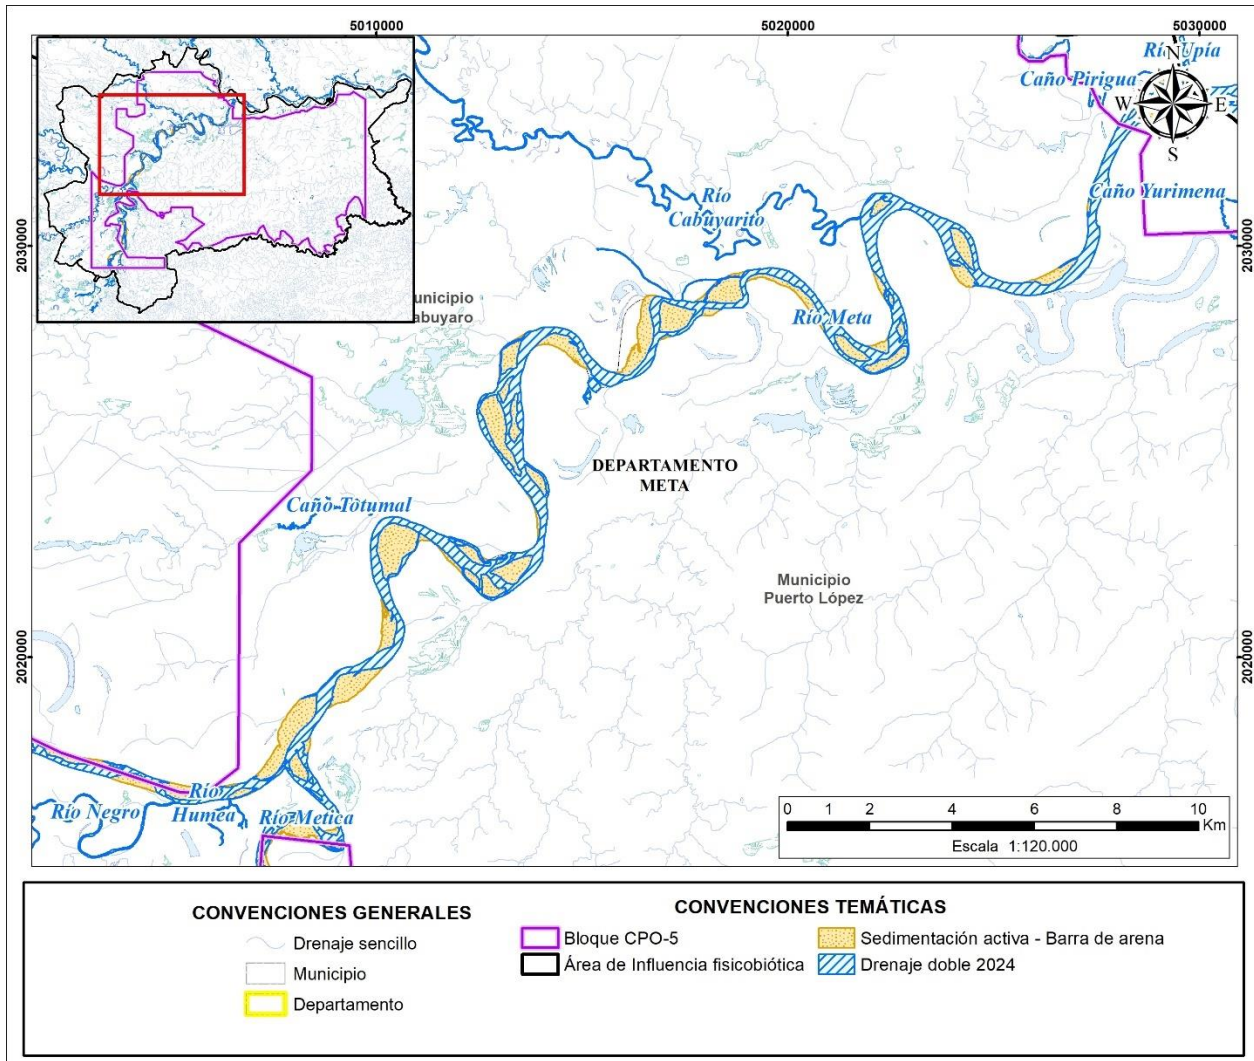 5010000
5020000
5030000
Río Upía
Caño Pirigua
N
W
E
S
Río
Cabuyarito
Caño Yurimena
2030000
2030000
unicipio
abuyaro
Río Meta
DEPARTAMENTO
META
Caño Totumal
Municipio
Puerto López
2020000
2020000
Río Negro
Río
Humea
Río Metica
0
2
4
6
8
10
Km
Escala 1:120.000
CONVENCIONES GENERALES
Drenaje sencillo
Municipio
Departamento
CONVENCIONES TEMÁTICAS
Bloque CPO-5
Área de Influencia fisicobiótica
Sedimentación activa - Barra de arena
Drenaje doble 2024